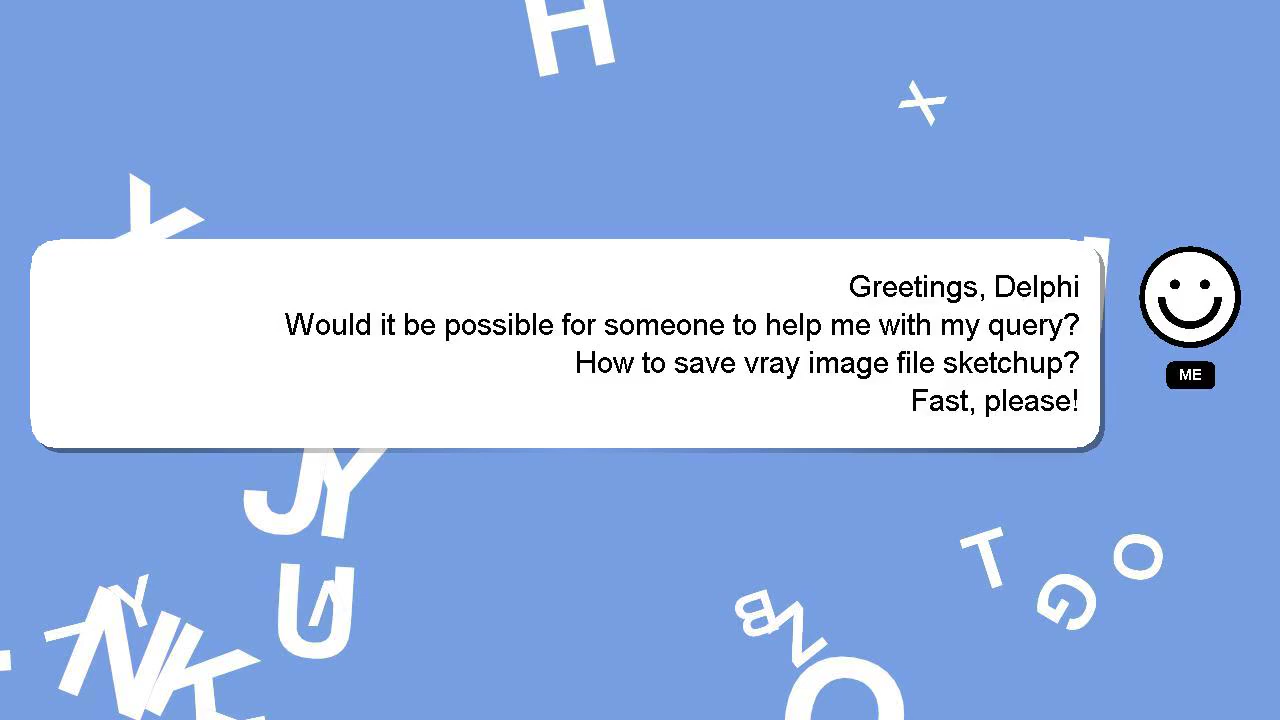 Greetings, Delphi
Would it be possible for someone to help me with my query?
How to save vray image file sketchup?
Fast, please!
ME
H
X
Y
J
Y
U
N
K
Y
B
N
O
T
G
O